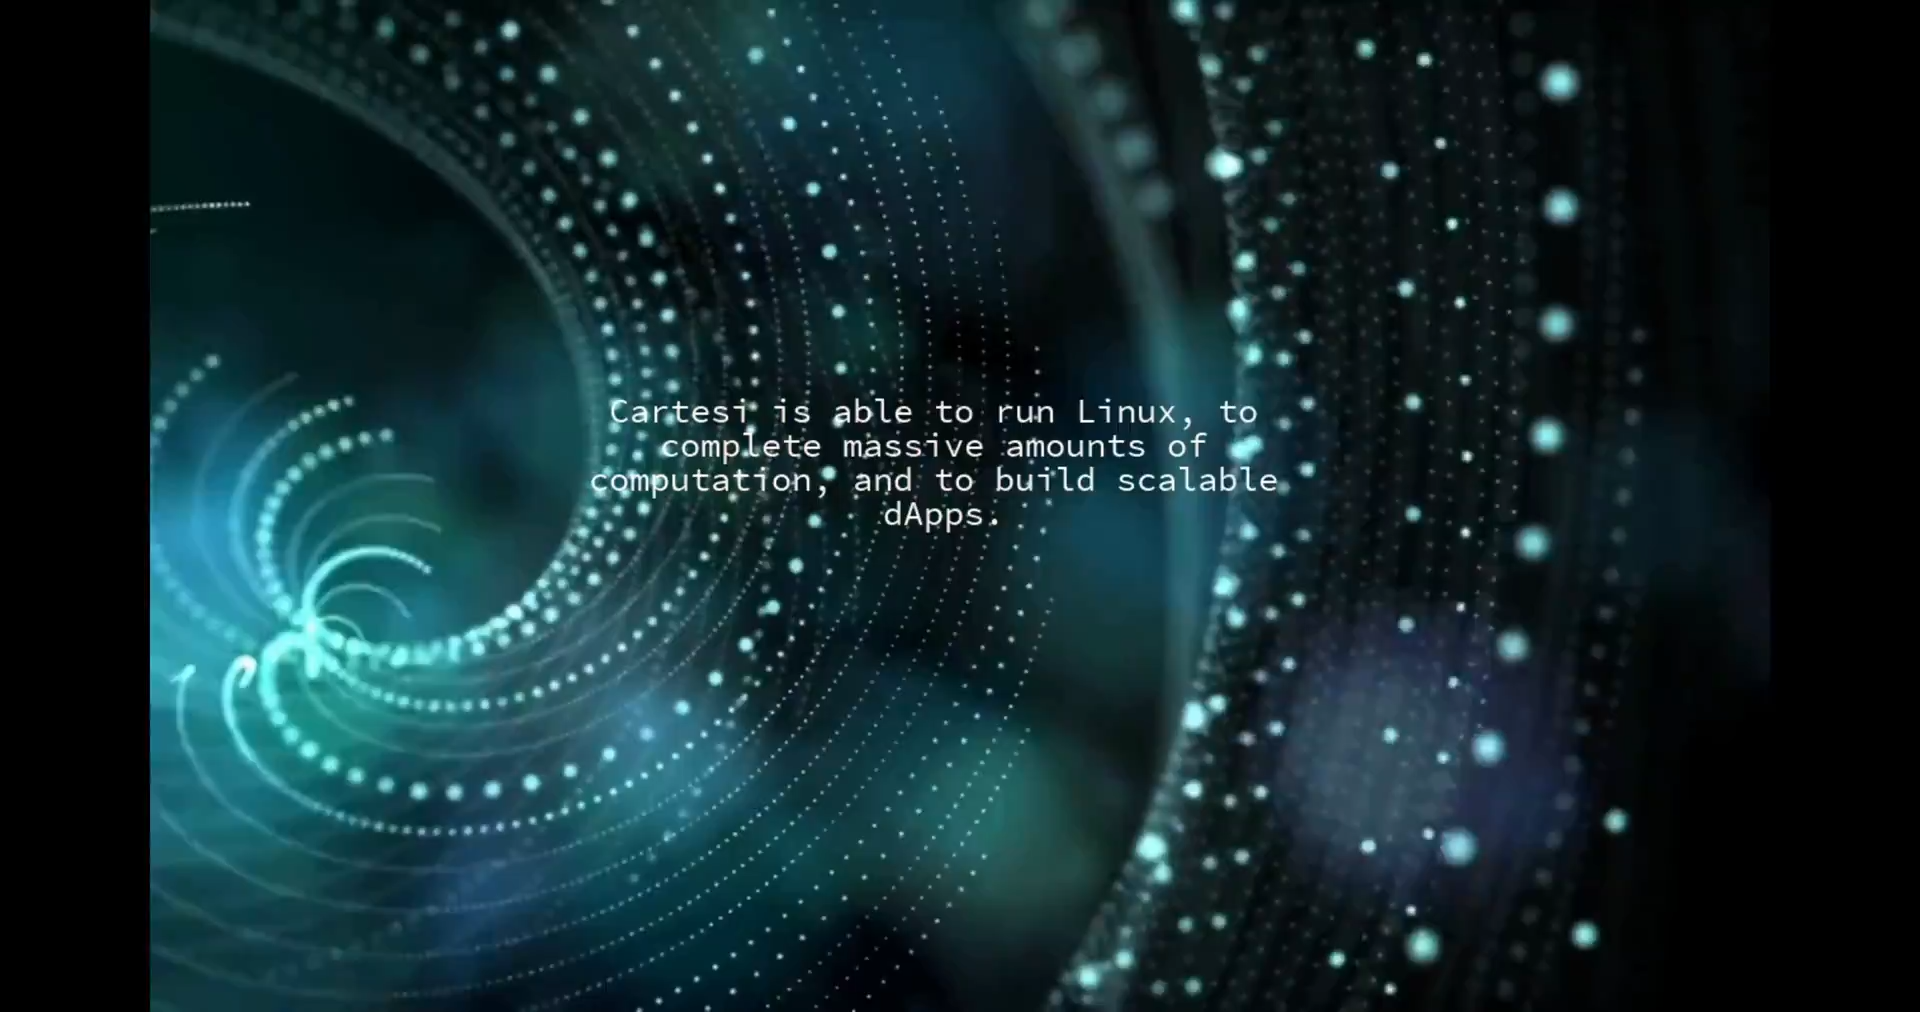 Cartesi is able to run Linux, to
complete massive amounts of
computation, and to build scalable
dApps.